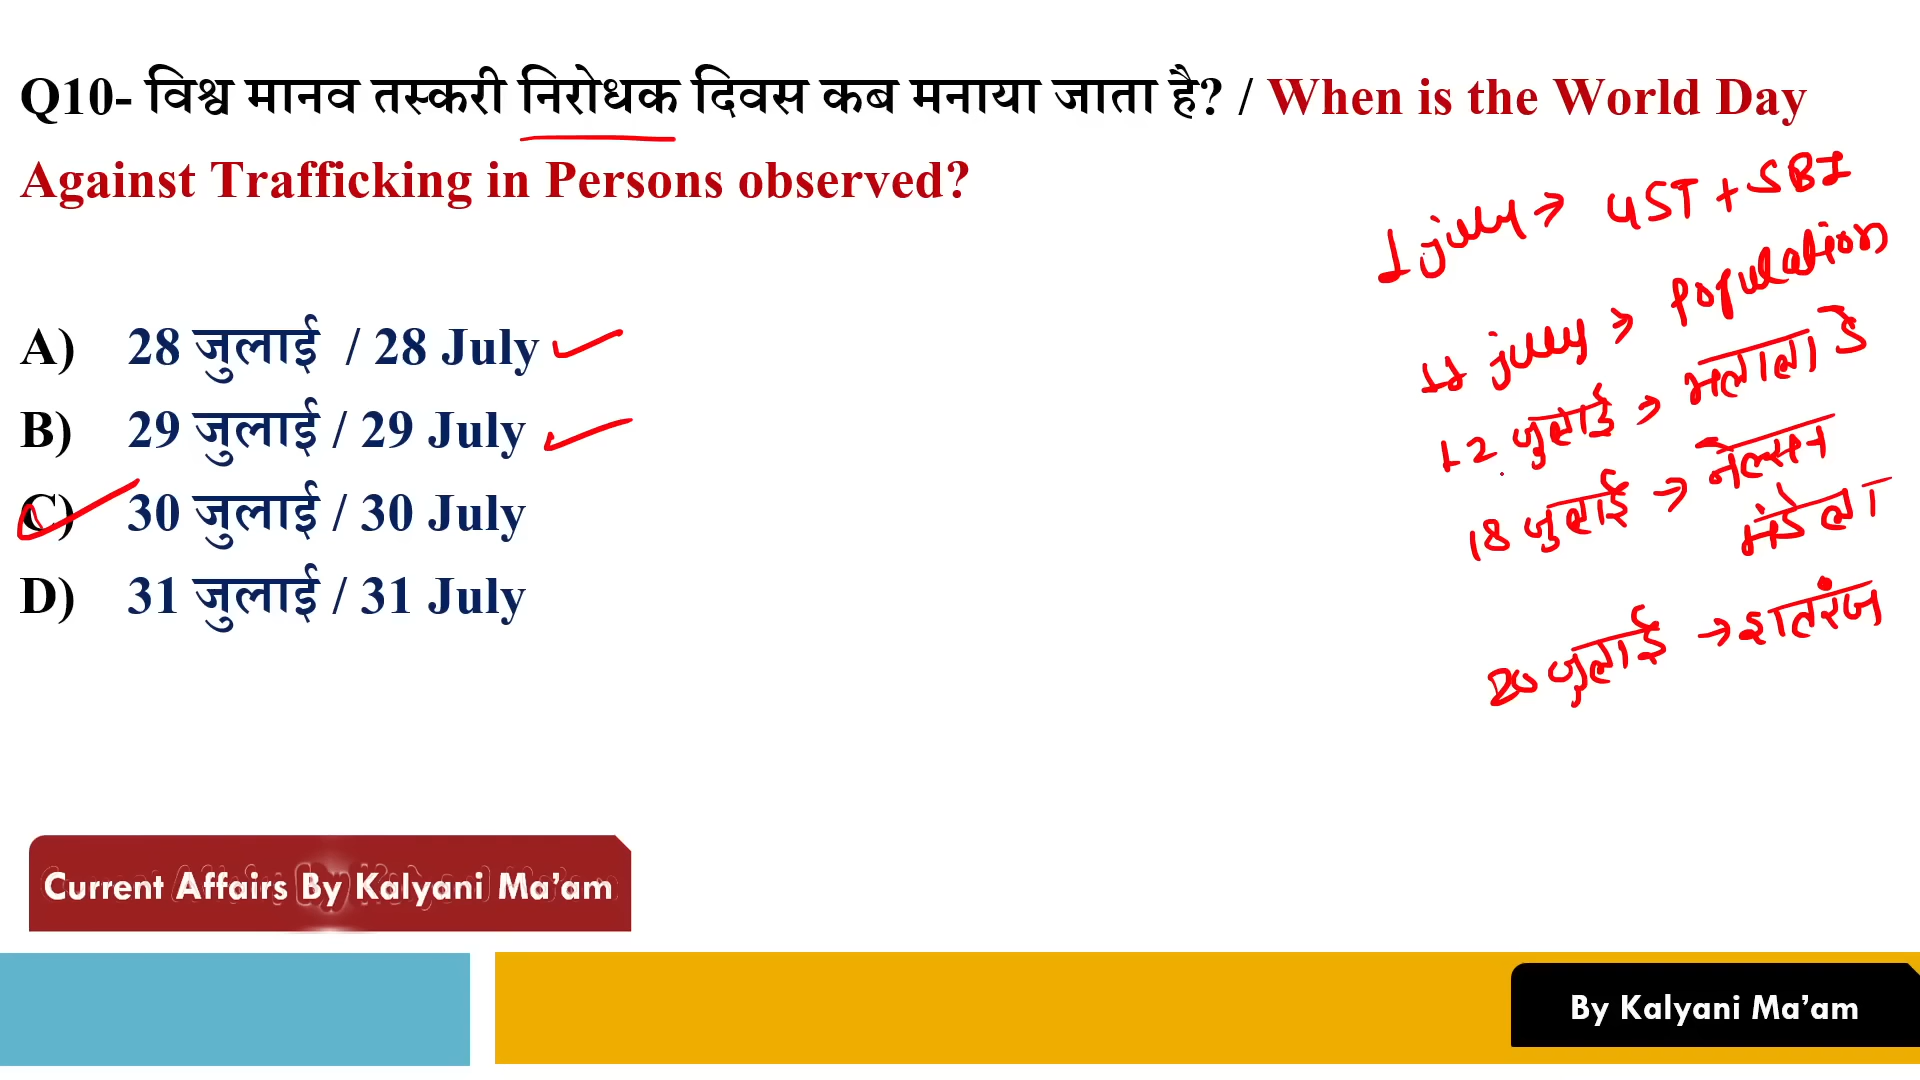 Q10- विश्व मानव तस्करी निरोधक दिवस कब मनाया जाता है? / When is the World Day
Against Trafficking in Persons observed?
A) 28 जुलाई / 28 July
B) 29 जुलाई / 29 July
C) 30 जुलाई / 30 July
D) 31 जुलाई / 31 July
1 july → GST + SBI
11 july → Population
12 जुलाई → मलाला डे
18 जुलाई → नेल्सन
मंडेला
20 जुलाई → शतरंज
Current Affairs By Kalyani Ma'am
By Kalyani Ma'am